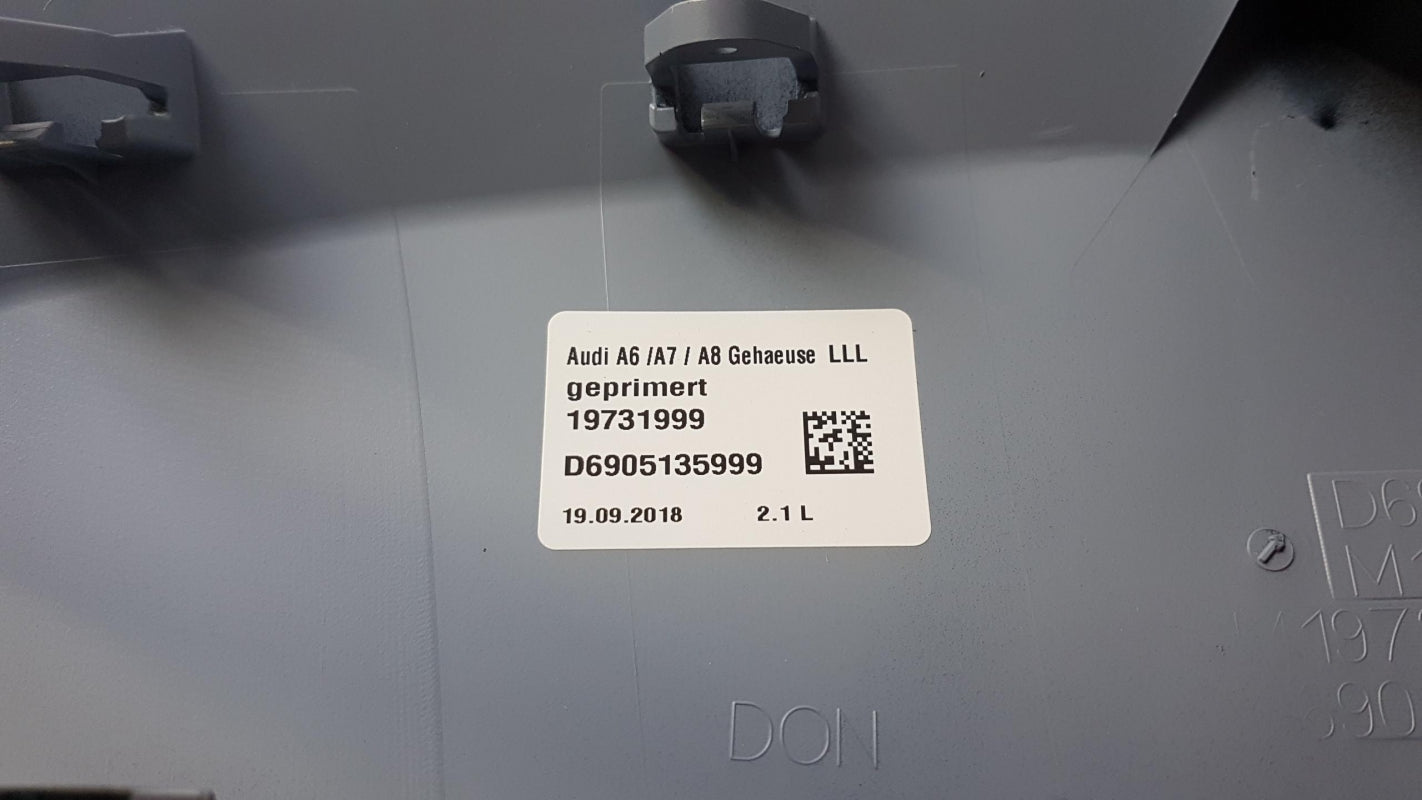 Audi A6 /A7 / A8 Gehaeuse LLL
geprimert
19731999
D6905135999
19.09.2018 2.1 L
DON